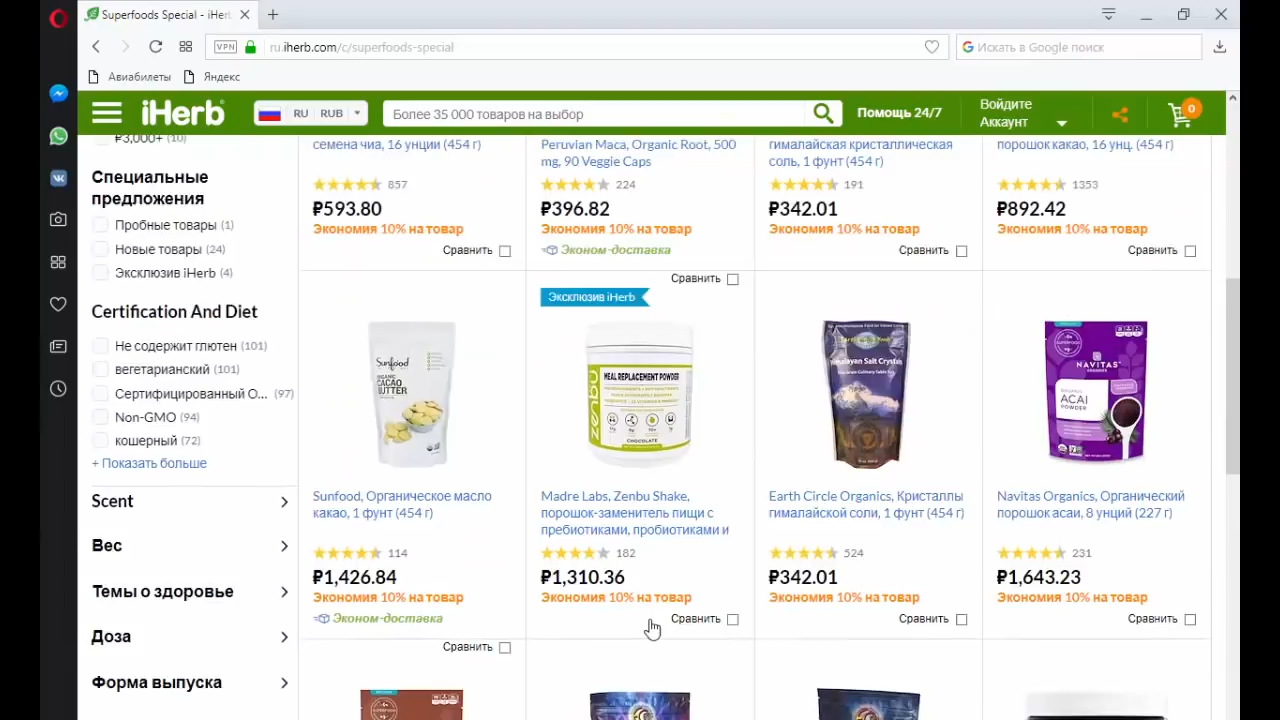 Superfoods Special - iHerb
VPN
ru.iherb.com/c/superfoods-special
Искать в Google поиск
Авиабилеты
Яндекс
iHerb
RU RUB
Более 35 000 товаров на выбор
Помощь 24/7
Войдите
Аккаунт
0
₽3,000+ (10)
Специальные
предложения
Пробные товары (1)
Новые товары (24)
Эксклюзив iHerb (4)
Certification And Diet
Не содержит глютен (101)
вегетарианский (101)
Сертифицированный О... (97)
Non-GMO (94)
кошерный (72)
+ Показать больше
Scent
Вес
Темы о здоровье
Доза
Форма выпуска
семена чиа, 16 унции (454 г)
857
₽593.80
Экономия 10% на товар
Сравнить
Peruvian Maca, Organic Root, 500
mg, 90 Veggie Caps
224
₽396.82
Экономия 10% на товар
Эконом-доставка
Сравнить
гималайская кристаллическая
соль, 1 фунт (454 г)
191
₽342.01
Экономия 10% на товар
Сравнить
порошок какао, 16 унц. (454 г)
1353
₽892.42
Экономия 10% на товар
Сравнить
Sunfood
ORGANIC
CACAO
BUTTER
Sunfood, Органическое масло
какао, 1 фунт (454 г)
114
₽1,426.84
Экономия 10% на товар
Эконом-доставка
Сравнить
Эксклюзив iHerb
zenbu
MEAL REPLACEMENT POWDER
CHOCOLATE
Madre Labs, Zenbu Shake,
порошок-заменитель пищи с
пребиотиками, пробиотиками и
182
₽1,310.36
Экономия 10% на товар
Сравнить
Himalayan Salt Crystals
Earth Circle Organics, Кристаллы
гималайской соли, 1 фунт (454 г)
524
₽342.01
Экономия 10% на товар
Сравнить
NAVITAS
ORGANICS
ACAI
POWDER
Navitas Organics, Органический
порошок асаи, 8 унций (227 г)
231
₽1,643.23
Экономия 10% на товар
Сравнить